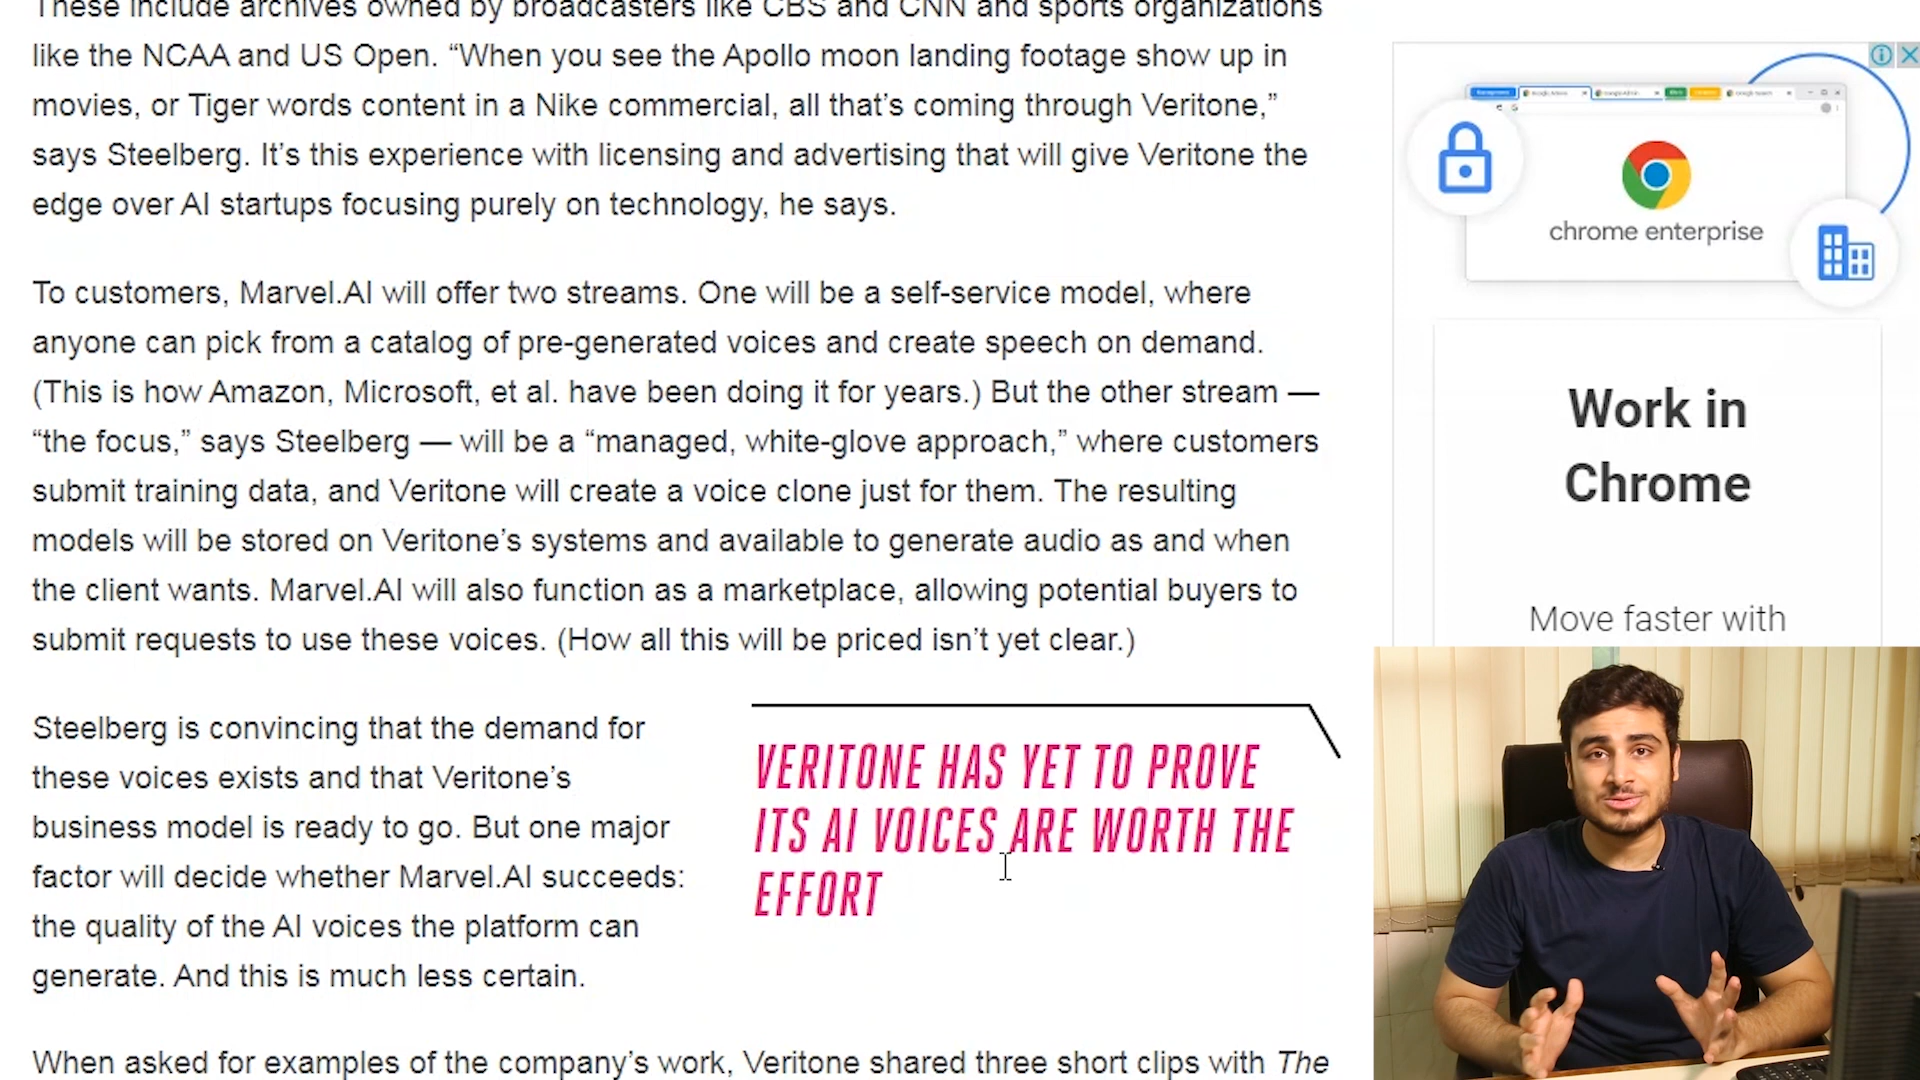 These include archives owned by broadcasters like CBS and CNN and sports organizations
like the NCAA and US Open. “When you see the Apollo moon landing footage show up in
movies, or Tiger words content in a Nike commercial, all that’s coming through Veritone,”
says Steelberg. It’s this experience with licensing and advertising that will give Veritone the
edge over AI startups focusing purely on technology, he says.
To customers, Marvel.AI will offer two streams. One will be a self-service model, where
anyone can pick from a catalog of pre-generated voices and create speech on demand.
(This is how Amazon, Microsoft, et al. have been doing it for years.) But the other stream —
“the focus,” says Steelberg — will be a “managed, white-glove approach,” where customers
submit training data, and Veritone will create a voice clone just for them. The resulting
models will be stored on Veritone’s systems and available to generate audio as and when
the client wants. Marvel.AI will also function as a marketplace, allowing potential buyers to
submit requests to use these voices. (How all this will be priced isn’t yet clear.)
Steelberg is convincing that the demand for
these voices exists and that Veritone’s
business model is ready to go. But one major
factor will decide whether Marvel.AI succeeds:
the quality of the AI voices the platform can
generate. And this is much less certain.
VERITONE HAS YET TO PROVE
ITS AI VOICES ARE WORTH THE
EFFORT
When asked for examples of the company’s work, Veritone shared three short clips with The
chrome enterprise
Work in
Chrome
Move faster with